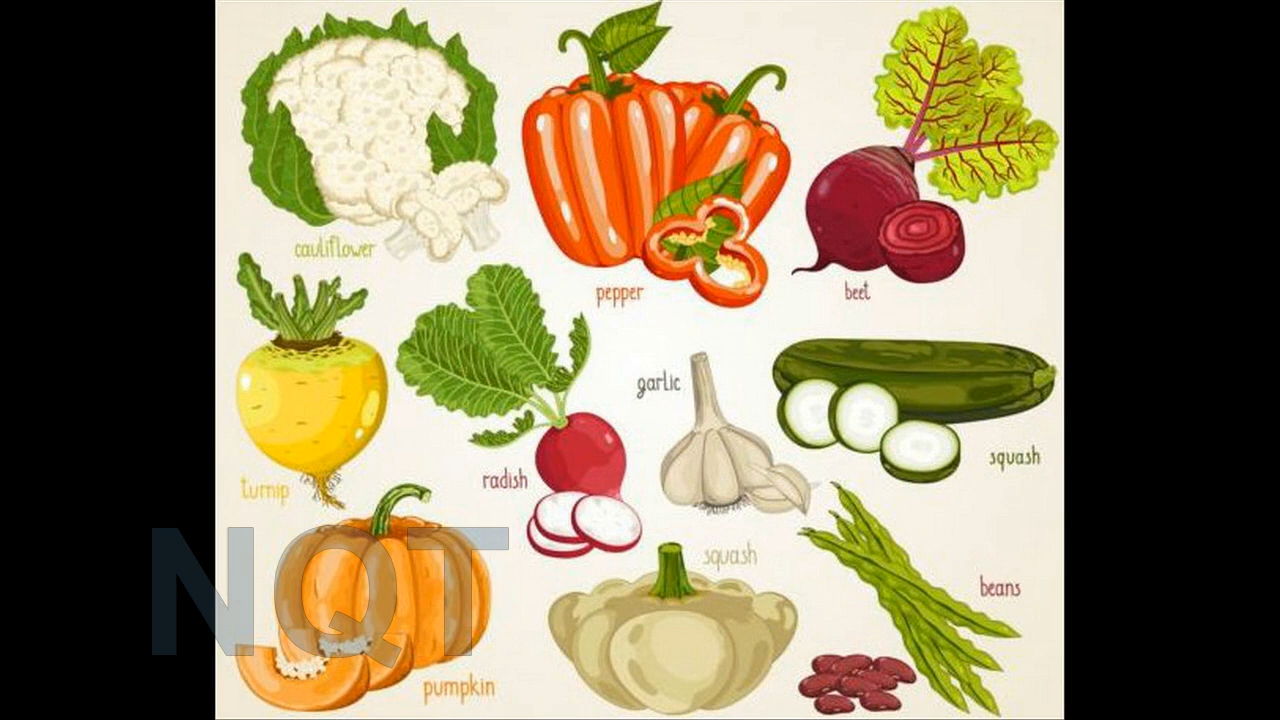 cauliflower
pepper
beet
turnip
radish
garlic
squash
NQT
squash
beans
pumpkin